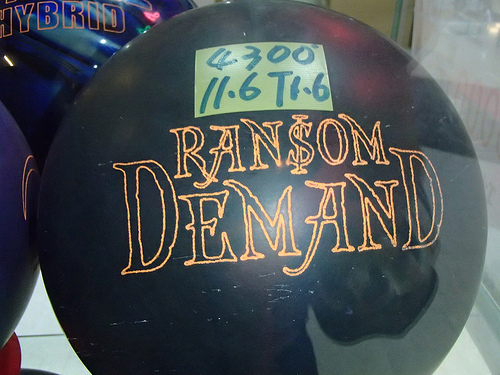 HYBRID
4300
11.6 T1.6
RAN$OM
DEMAND